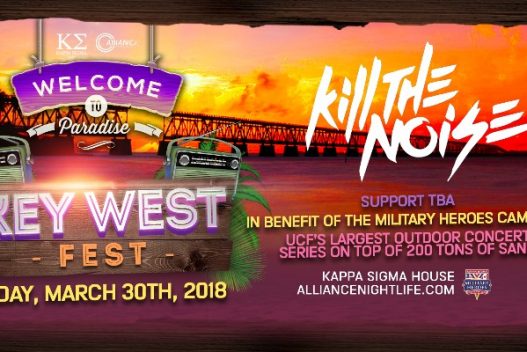 KΣ
WELCOME
TO
Paradise
KEY WEST
- FEST -
DAY, MARCH 30TH, 2018
Kill THE
NOISE
SUPPORT TBA
IN BENEFIT OF THE MILITARY HEROES CAM
UCF'S LARGEST OUTDOOR CONCERT
SERIES ON TOP OF 200 TONS OF SAN
KAPPA SIGMA HOUSE
ALLIANCENIGHTLIFE.COM